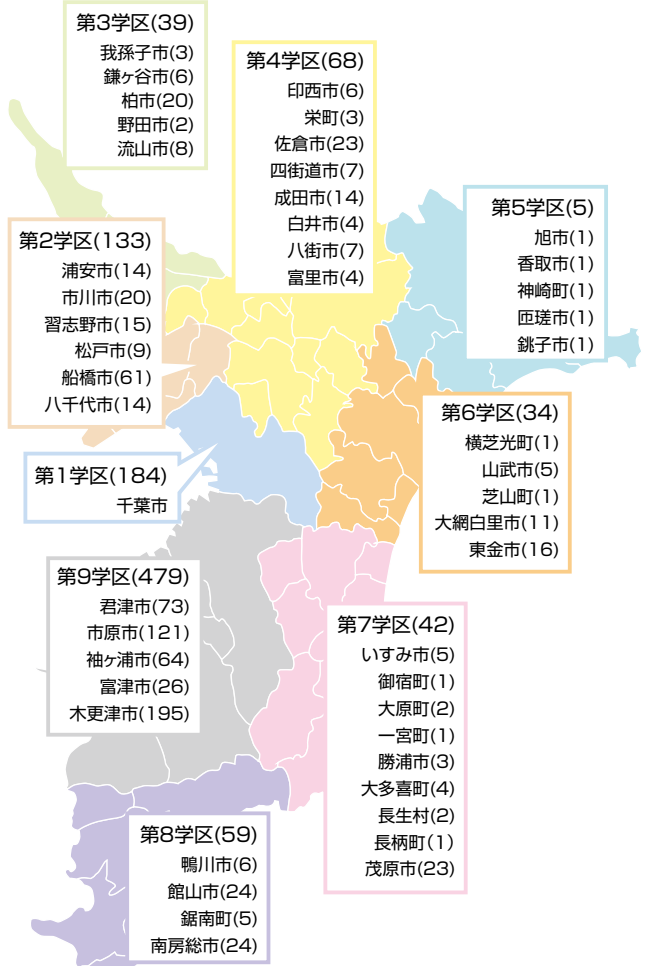 第3学区(39)
我孫子市(3)
鎌ヶ谷市(6)
柏市(20)
野田市(2)
流山市(8)
第4学区(68)
印西市(6)
栄町(3)
佐倉市(23)
四街道市(7)
成田市(14)
白井市(4)
八街市(7)
富里市(4)
第5学区(5)
旭市(1)
香取市(1)
神崎町(1)
匝瑳市(1)
銚子市(1)
第2学区(133)
浦安市(14)
市川市(20)
習志野市(15)
松戸市(9)
船橋市(61)
八千代市(14)
第6学区(34)
横芝光町(1)
山武市(5)
芝山町(1)
大網白里市(11)
東金市(16)
第1学区(184)
千葉市
第9学区(479)
君津市(73)
市原市(121)
袖ヶ浦市(64)
富津市(26)
木更津市(195)
第7学区(42)
いすみ市(5)
御宿町(1)
大原町(2)
一宮町(1)
勝浦市(3)
大多喜町(4)
長生村(2)
長柄町(1)
茂原市(23)
第8学区(59)
鴨川市(6)
館山市(24)
鋸南町(5)
南房総市(24)